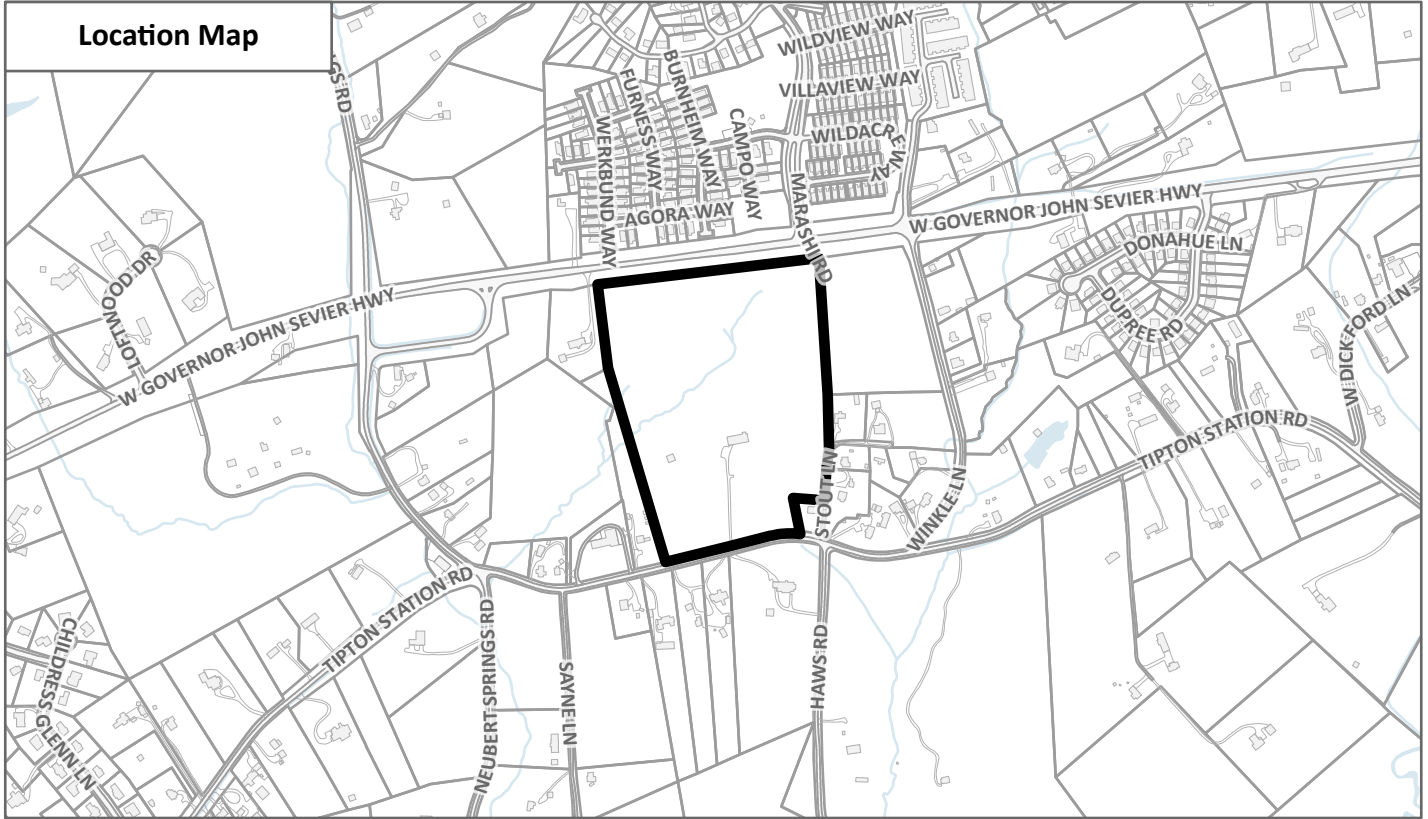 Location Map
GS RD
WILDVIEW WAY
VILLAVIEW WAY
WILDACRE WAY
BURNHEIM WAY
FURNESS WAY
WERKBUND WAY
CAMPO WAY
AGORA WAY
MARASHI RD
W GOVERNOR JOHN SEVIER HWY
DONAHUE LN
DUPREE RD
W DICK FORD LN
LOFTWOOD DR
W GOVERNOR JOHN SEVIER HWY
TIPTON STATION RD
STOUT LN
WINKLE LN
TIPTON STATION RD
CHILDRESS GLENN LN
NEUBERT SPRINGS RD
SAYNE LN
HAWS RD